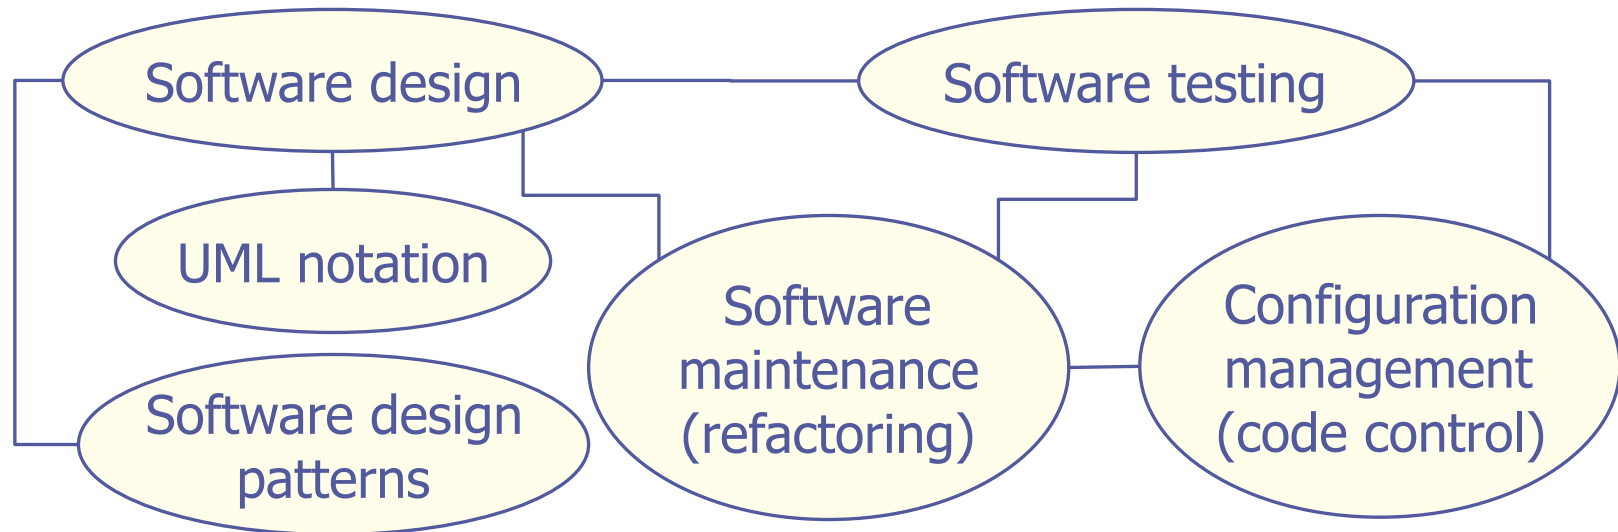 Software design
Software testing
UML notation
Software
maintenance
(refactoring)
Configuration
management
(code control)
Software design
patterns